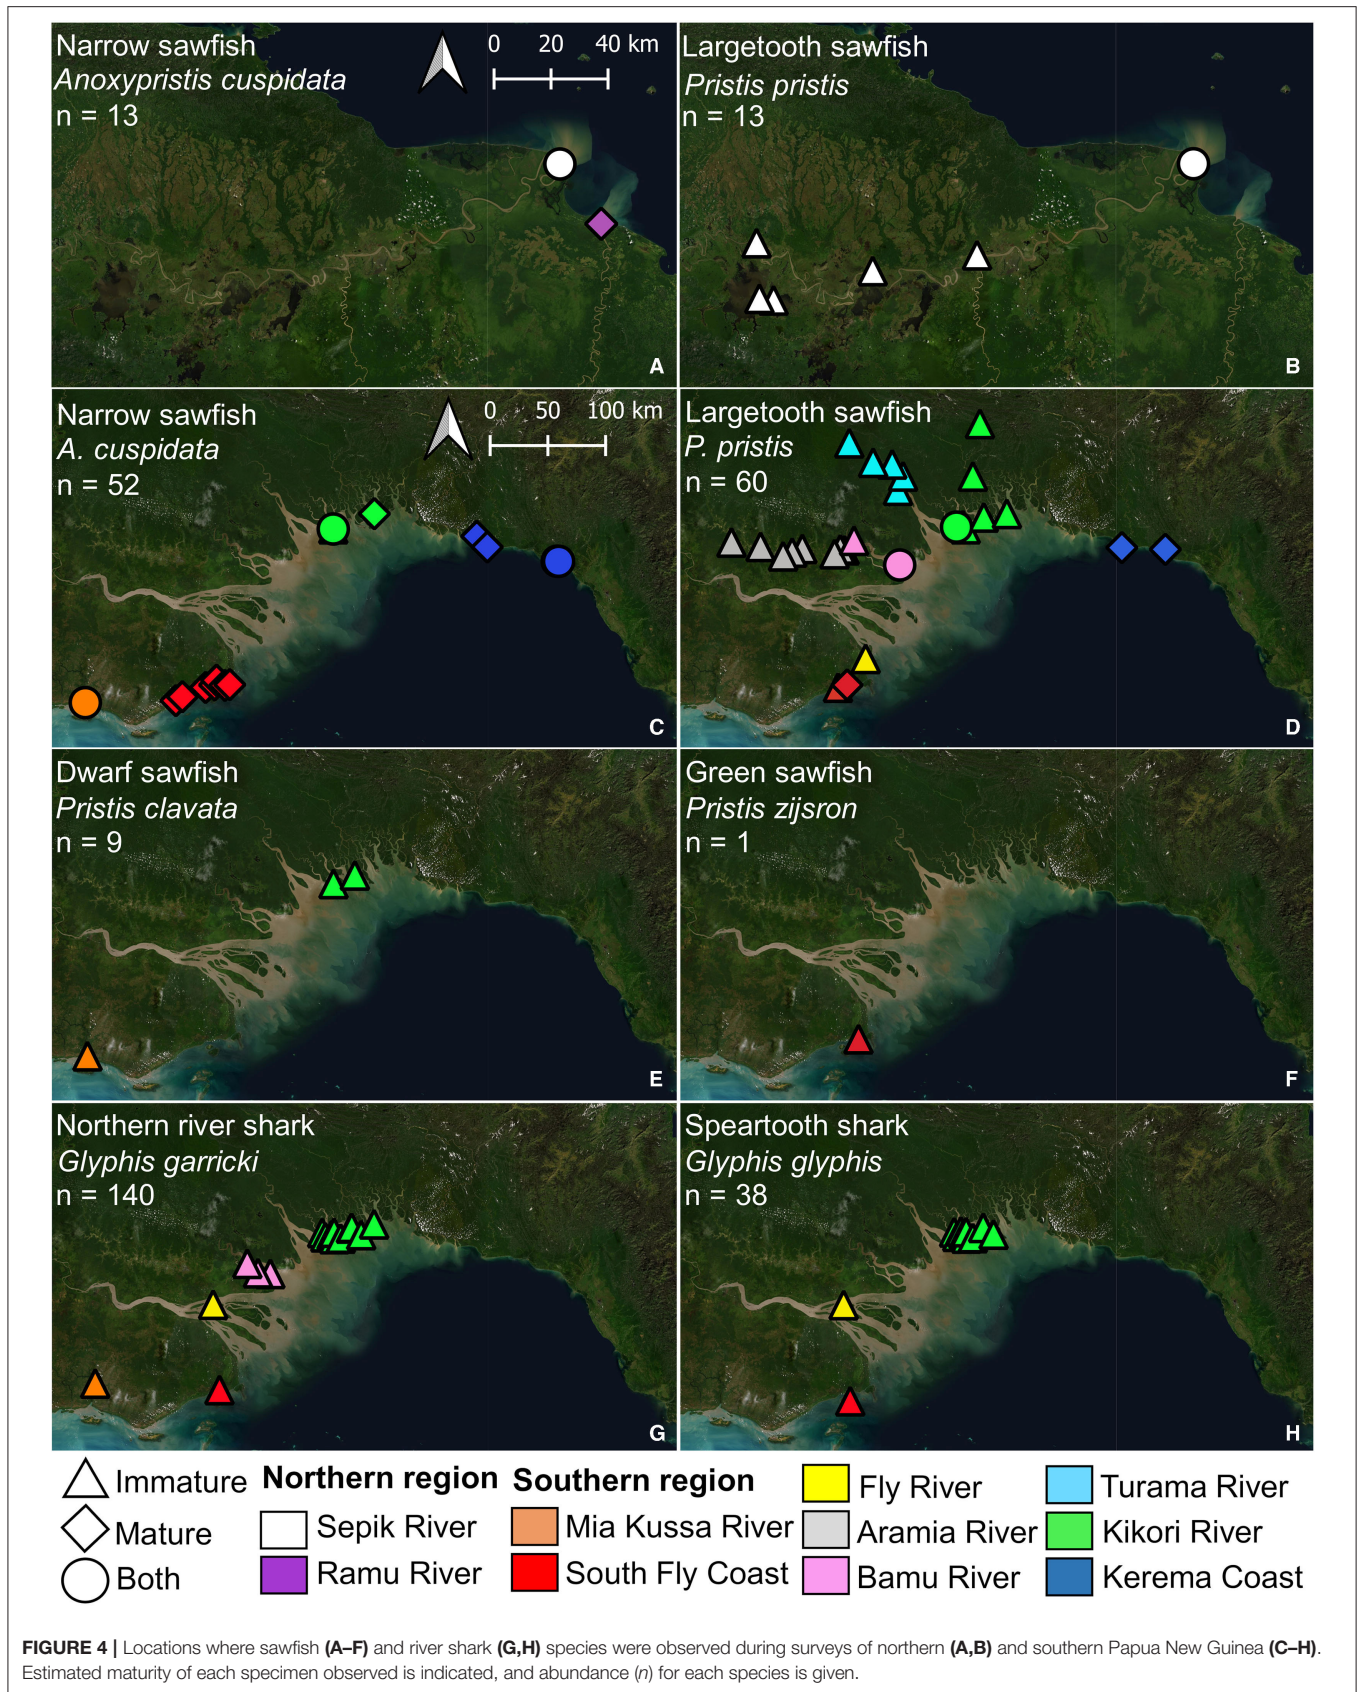 Narrow sawfish
Anoxypristis cuspidata
n = 13
0 20 40 km
A
Largetooth sawfish
Pristis pristis
n = 13
B
Narrow sawfish
A. cuspidata
n = 52
0 50 100 km
C
Largetooth sawfish
P. pristis
n = 60
D
Dwarf sawfish
Pristis clavata
n = 9
E
Green sawfish
Pristis zijsron
n = 1
F
Northern river shark
Glyphis garricki
n = 140
G
Speartooth shark
Glyphis glyphis
n = 38
H
Immature
Mature
Both
Northern region
Sepik River
Ramu River
Southern region
Mia Kussa River
South Fly Coast
Fly River
Aramia River
Bamu River
Turama River
Kikori River
Kerema Coast
FIGURE 4 | Locations where sawfish (A–F) and river shark (G,H) species were observed during surveys of northern (A,B) and southern Papua New Guinea (C–H).
Estimated maturity of each specimen observed is indicated, and abundance (n) for each species is given.